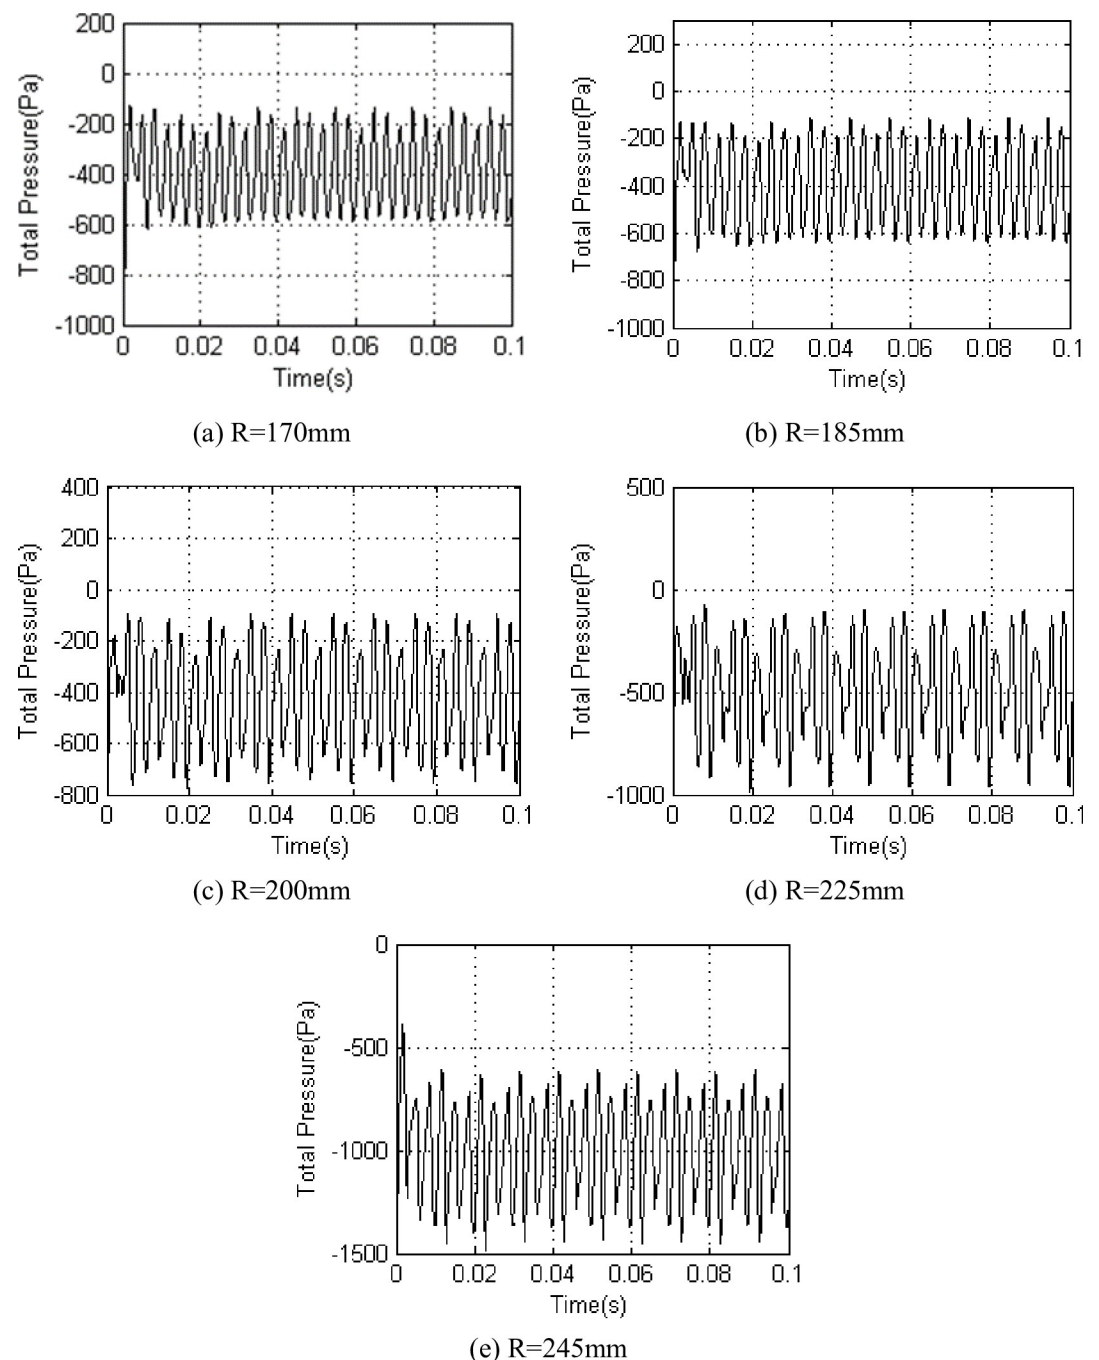 200
0
-200
-400
-600
-800
-1000
Total Pressure(Pa)
0 0.02 0.04 0.06 0.08 0.1
Time(s)
(a) R=170mm
200
0
-200
-400
-600
-800
-1000
Total Pressure(Pa)
0 0.02 0.04 0.06 0.08 0.1
Time(s)
(b) R=185mm
400
200
0
-200
-400
-600
-800
Total Pressure(Pa)
0 0.02 0.04 0.06 0.08 0.1
Time(s)
(c) R=200mm
500
0
-500
-1000
Total Pressure(Pa)
0 0.02 0.04 0.06 0.08 0.1
Time(s)
(d) R=225mm
0
-500
-1000
-1500
Total Pressure(Pa)
0 0.02 0.04 0.06 0.08 0.1
Time(s)
(e) R=245mm